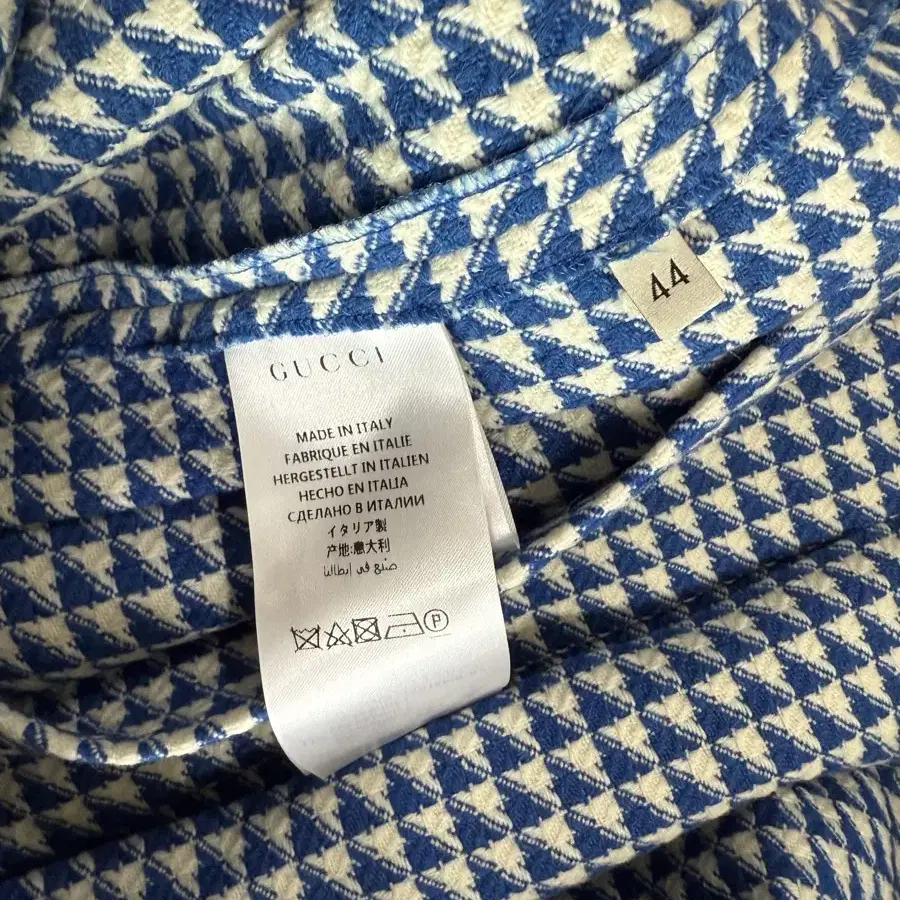 44
GUCCI
MADE IN ITALY
FABRIQUE EN ITALIE
HERGESTELLT IN ITALIEN
HECHO EN ITALIA
СДЕЛАНО В ИТАЛИИ
イタリア製
产地:意大利
صنع في إيطاليا
P